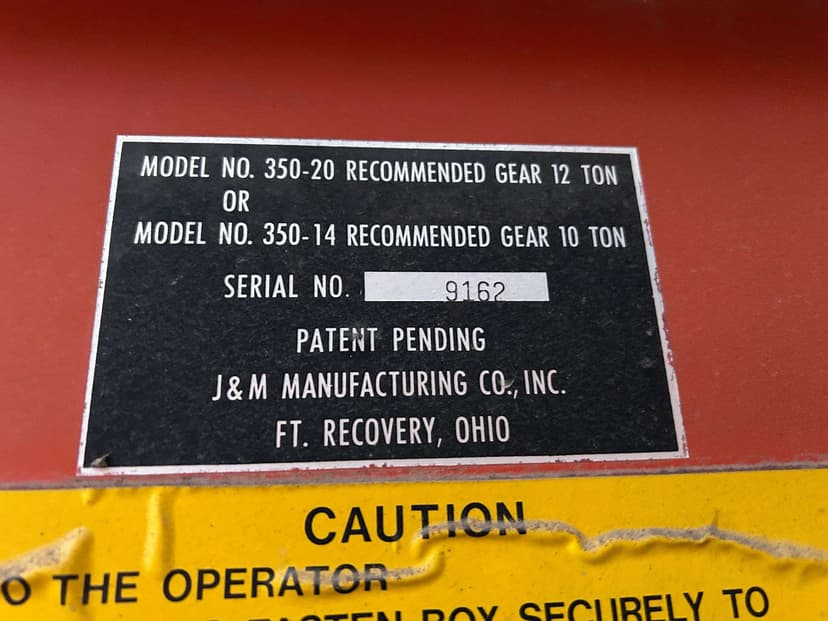 MODEL NO. 350-20 RECOMMENDED GEAR 12 TON
OR
MODEL NO. 350-14 RECOMMENDED GEAR 10 TON
SERIAL NO. 9162
PATENT PENDING
J & M MANUFACTURING CO., INC.
FT. RECOVERY, OHIO
CAUTION
O THE OPERATOR
FASTEN BOX SECURELY TO